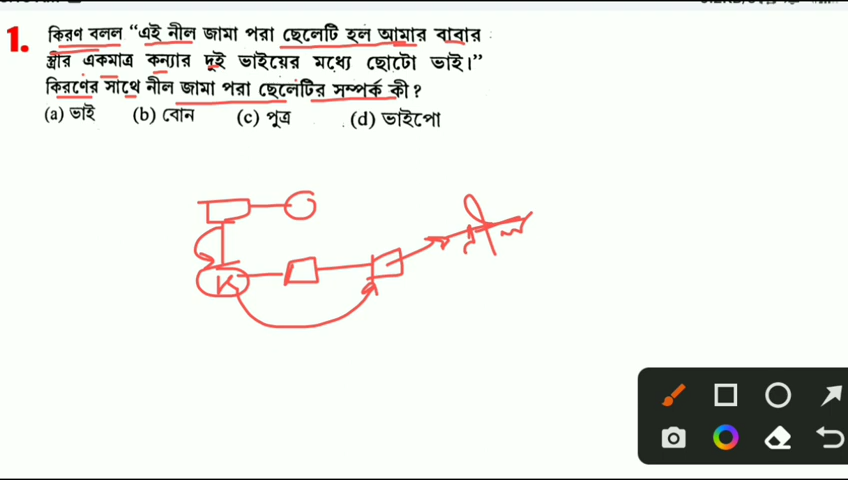 1. কিরণ বলল “এই নীল জামা পরা ছেলেটি হল আমার বাবার
স্ত্রীর একমাত্র কন্যার দুই ভাইয়ের মধ্যে ছোটো ভাই।”
কিরণের সাথে নীল জামা পরা ছেলেটির সম্পর্ক কী?
(a) ভাই (b) বোন (c) পুত্র (d) ভাইপো
K
নীল